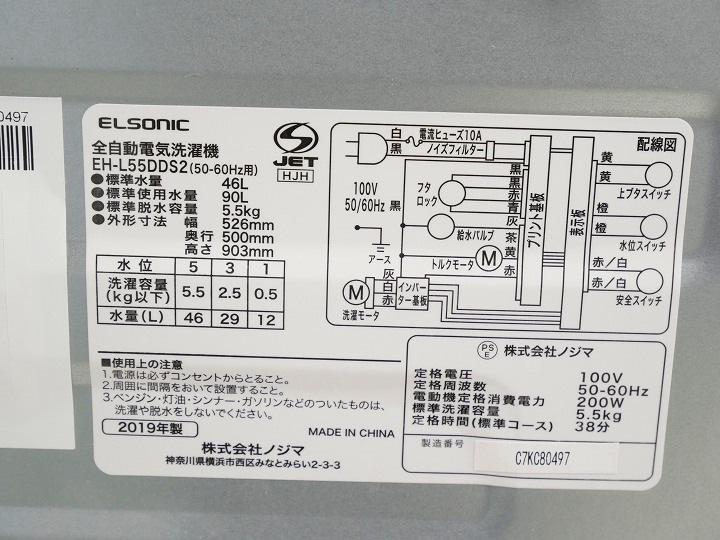 0497
ELSONIC
全自動電気洗濯機
EH-L55DDS2(50-60Hz用)
●標準水量 46L
●標準使用水量 90L
●標準脱水容量 5.5kg
●外形寸法 幅 526mm
奥行 500mm
高さ 903mm
S
JET
HJH
水位 5 3 1
洗濯容量(kg以下) 5.5 2.5 0.5
水量(L) 46 29 12
配線図
白 電流ヒューズ10A
黒 ノイズフィルター
100V
50/60Hz
黒
アース
フタロック
黒
黒
赤
青
灰
給水バルブ
茶
トルクモータ
M
黄
赤
プリント基板
表示板
黄
黄
上ブタスイッチ
橙
橙
水位スイッチ
赤/白
赤/白
安全スイッチ
M
洗濯モータ
灰
白
赤
インバーター基板
■使用上の注意
1.電源は必ずコンセントからとること。
2.周囲に間隔をおいて設置すること。
3.ベンジン・灯油・シンナー・ガソリンなどのついたものは、
洗濯や脱水をしないでください。
2019年製
MADE IN CHINA
株式会社ノジマ
神奈川県横浜市西区みなとみらい2-3-3
PSE 株式会社ノジマ
定格電圧 100V
定格周波数 50-60Hz
電動機定格消費電力 200W
標準洗濯容量 5.5kg
定格時間(標準コース) 38分
製造番号
C7KC80497